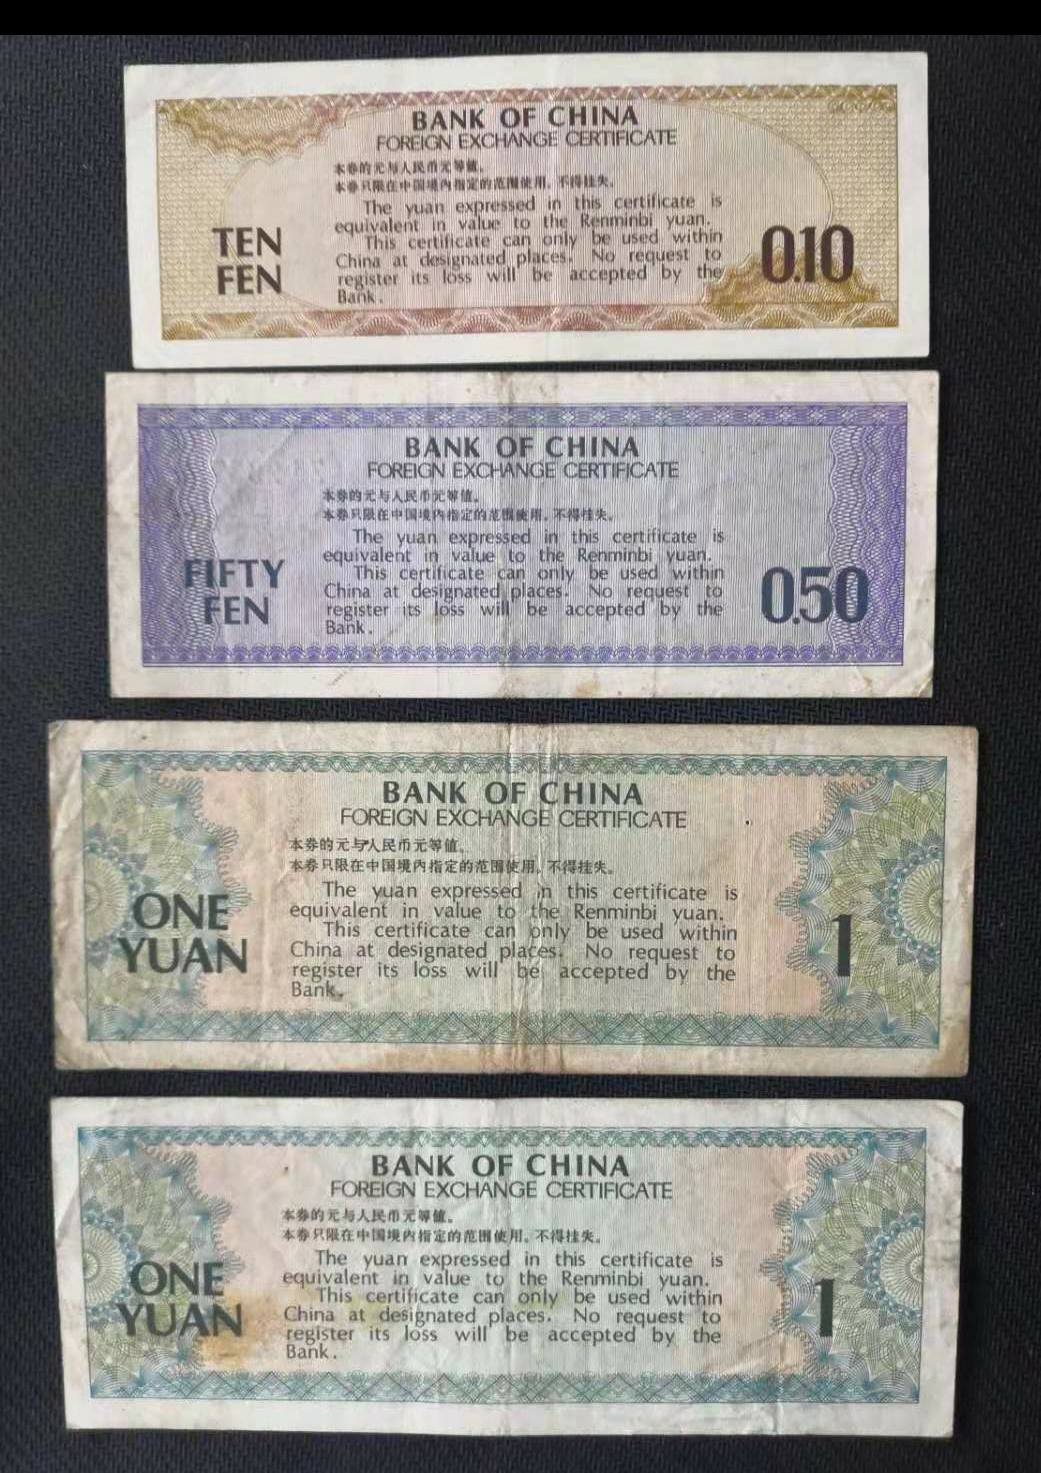 BANK OF CHINA
FOREIGN EXCHANGE CERTIFICATE
本券的元与人民币元等值。
本券只限在中国境内指定的范围使用,不得挂失。
The yuan expressed in this certificate is
equivalent in value to the Renminbi yuan.
This certificate can only be used within
China at designated places. No request to
register its loss will be accepted by the
Bank.
TEN
FEN
0.10
BANK OF CHINA
FOREIGN EXCHANGE CERTIFICATE
本券的元与人民币元等值。
本券只限在中国境内指定的范围使用,不得挂失。
The yuan expressed in this certificate is
equivalent in value to the Renminbi yuan.
This certificate can only be used within
China at designated places. No request to
register its loss will be accepted by the
Bank.
FIFTY
FEN
0.50
BANK OF CHINA
FOREIGN EXCHANGE CERTIFICATE
本券的元与人民币元等值。
本券只限在中国境内指定的范围使用,不得挂失。
The yuan expressed in this certificate is
equivalent in value to the Renminbi yuan.
This certificate can only be used within
China at designated places. No request to
register its loss will be accepted by the
Bank.
ONE
YUAN
1
BANK OF CHINA
FOREIGN EXCHANGE CERTIFICATE
本券的元与人民币元等值。
本券只限在中国境内指定的范围使用,不得挂失。
The yuan expressed in this certificate is
equivalent in value to the Renminbi yuan.
This certificate can only be used within
China at designated places. No request to
register its loss will be accepted by the
Bank.
ONE
YUAN
1